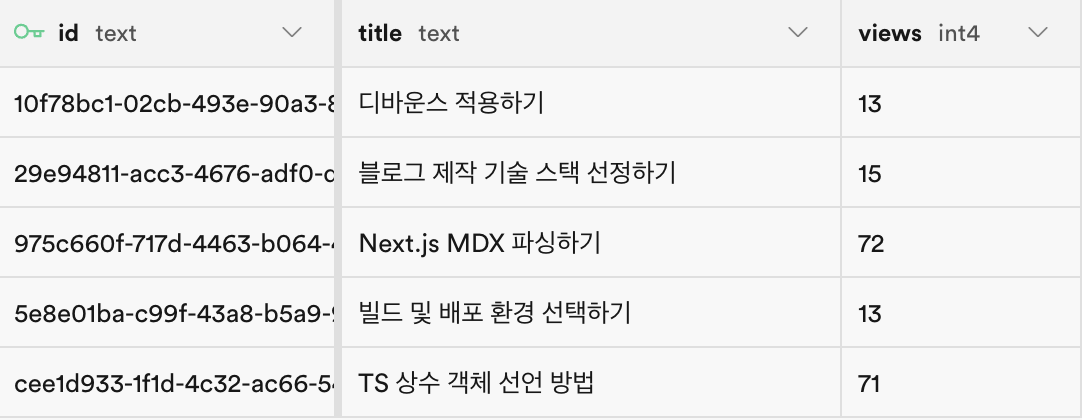 id text title text views int4
10f78bc1-02cb-493e-90a3- 디바운스 적용하기 13
29e94811-acc3-4676-adf0- 블로그 제작 기술 스택 선정하기 15
975c660f-717d-4463-b064- Next.js MDX 파싱하기 72
5e8e01ba-c99f-43a8-b5a9- 빌드 및 배포 환경 선택하기 13
cee1d933-1f1d-4c32-ac66-5 TS 상수 객체 선언 방법 71